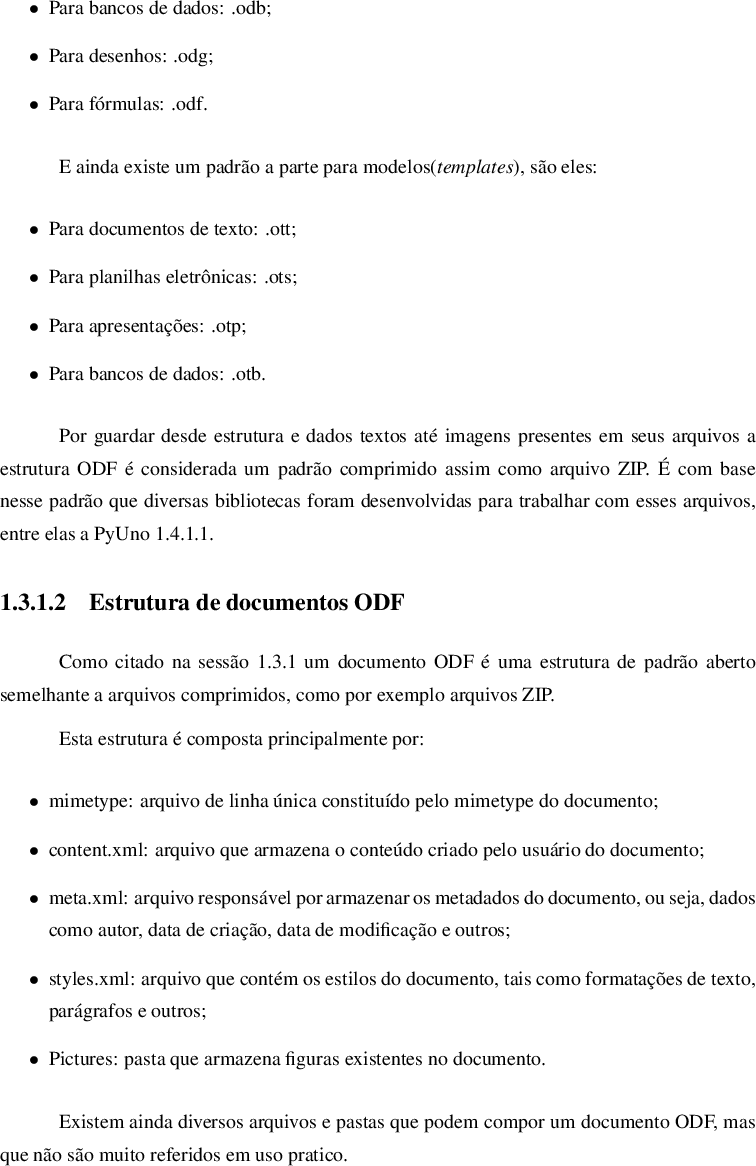 • Para bancos de dados: .odb;
• Para desenhos: .odg;
• Para fórmulas: .odf.
E ainda existe um padrão a parte para modelos(templates), são eles:
• Para documentos de texto: .ott;
• Para planilhas eletrônicas: .ots;
• Para apresentações: .otp;
• Para bancos de dados: .otb.
Por guardar desde estrutura e dados textos até imagens presentes em seus arquivos a
estrutura ODF é considerada um padrão comprimido assim como arquivo ZIP. É com base
nesse padrão que diversas bibliotecas foram desenvolvidas para trabalhar com esses arquivos,
entre elas a PyUno 1.4.1.1.
1.3.1.2 Estrutura de documentos ODF
Como citado na sessão 1.3.1 um documento ODF é uma estrutura de padrão aberto
semelhante a arquivos comprimidos, como por exemplo arquivos ZIP.
Esta estrutura é composta principalmente por:
• mimetype: arquivo de linha única constituído pelo mimetype do documento;
• content.xml: arquivo que armazena o conteúdo criado pelo usuário do documento;
• meta.xml: arquivo responsável por armazenar os metadados do documento, ou seja, dados
como autor, data de criação, data de modificação e outros;
• styles.xml: arquivo que contém os estilos do documento, tais como formatações de texto,
parágrafos e outros;
• Pictures: pasta que armazena figuras existentes no documento.
Existem ainda diversos arquivos e pastas que podem compor um documento ODF, mas
que não são muito referidos em uso pratico.